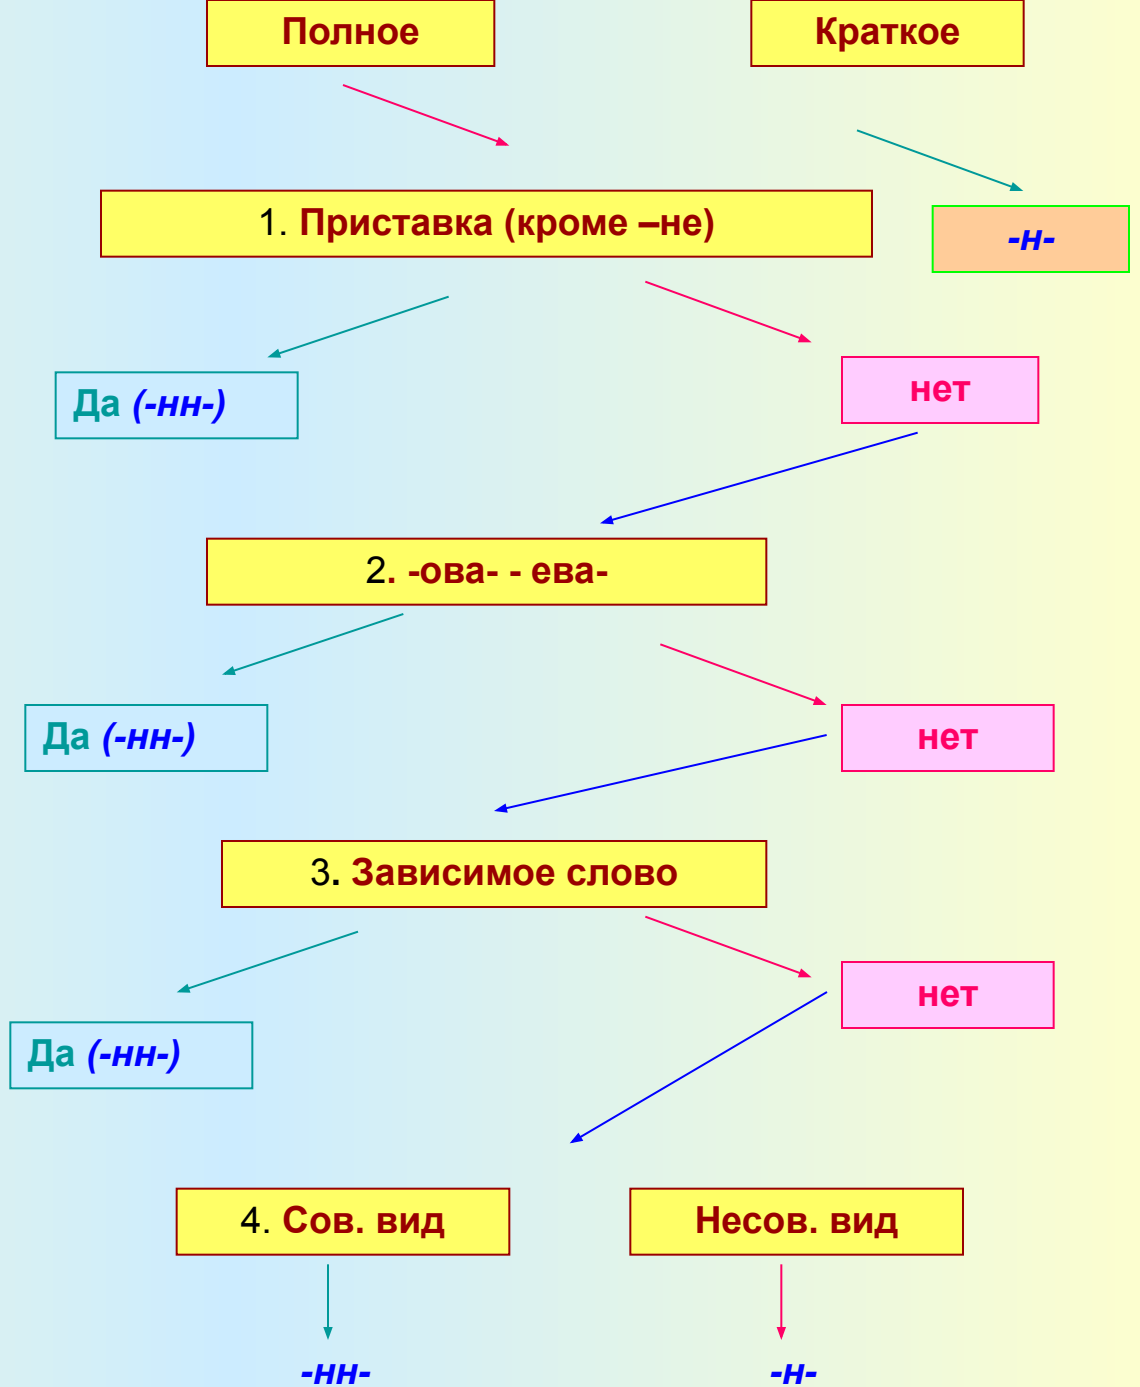 Полное
Краткое
1. Приставка (кроме –не)
-н-
Да (-нн-)
нет
2. -ова- - ева-
Да (-нн-)
нет
3. Зависимое слово
нет
Да (-нн-)
4. Сов. вид
Несов. вид
-нн-
-н-